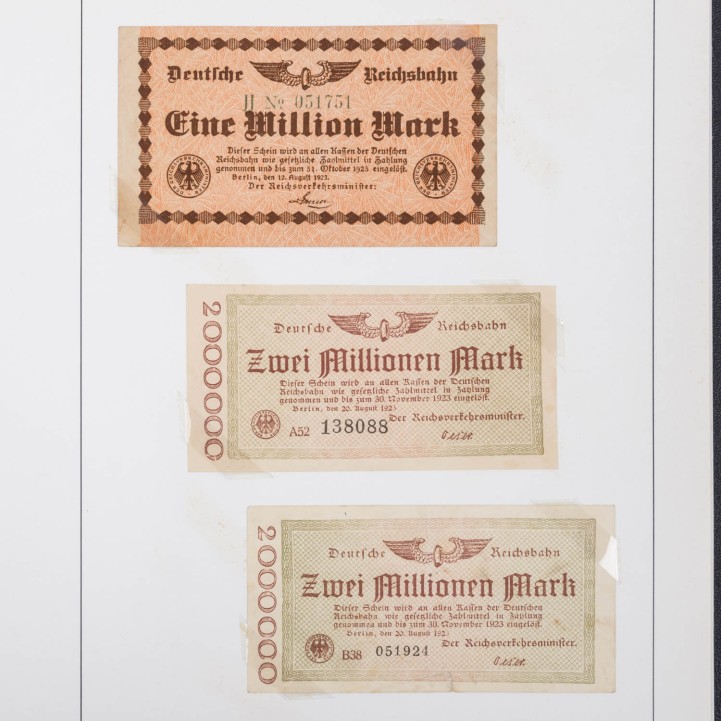 Deutsche Reichsbahn
H No 051751
Eine Million Mark
Dieser Schein wird an allen Kassen der Deutschen
Reichsbahn wie gesetzliche Zahlmittel in Zahlung
genommen und bis zum 31. Oktober 1923 eingelöst.
Berlin, den 12. August 1923.
Der Reichsverkehrsminister:
2000000
Deutsche Reichsbahn
Zwei Millionen Mark
Dieser Schein wird an allen Kassen der Deutschen
Reichsbahn wie gesetzliche Zahlmittel in Zahlung
genommen und bis zum 30. November 1923 eingelöst.
Berlin, den 20. August 192
Der Reichsverkehrsminister.
A52 138088
Oeser
2000000
Deutsche Reichsbahn
Zwei Millionen Mark
Dieser Schein wird an allen Kassen der Deutschen
Reichsbahn wie gesetzliche Zahlmittel in Zahlung
genommen und bis zum 30. November 1923 eingelöst.
Berlin, den 20. August 192
Der Reichsverkehrsminister.
B38 051924
Oeser